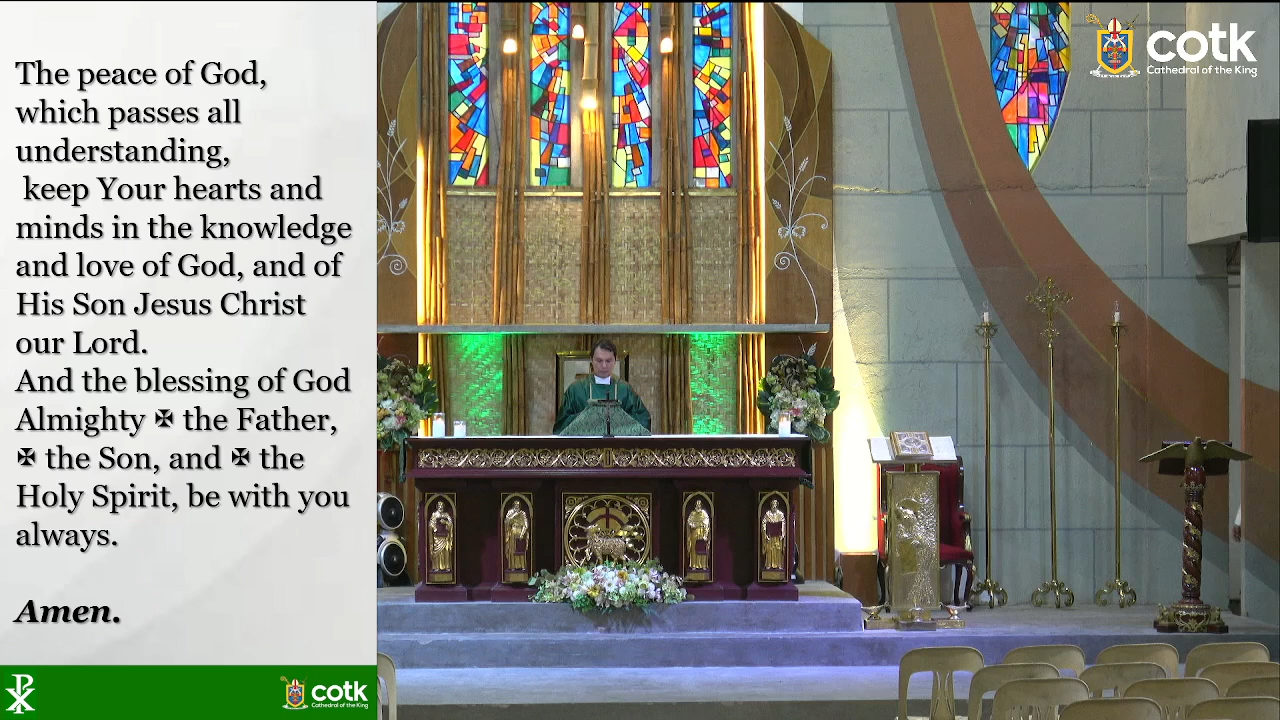 The peace of God,
which passes all
understanding,
keep Your hearts and
minds in the knowledge
and love of God, and of
His Son Jesus Christ
our Lord.
And the blessing of God
Almighty ✠ the Father,
✠ the Son, and ✠ the
Holy Spirit, be with you
always.
Amen.
cotk
Cathedral of the King
cotk
Cathedral of the King